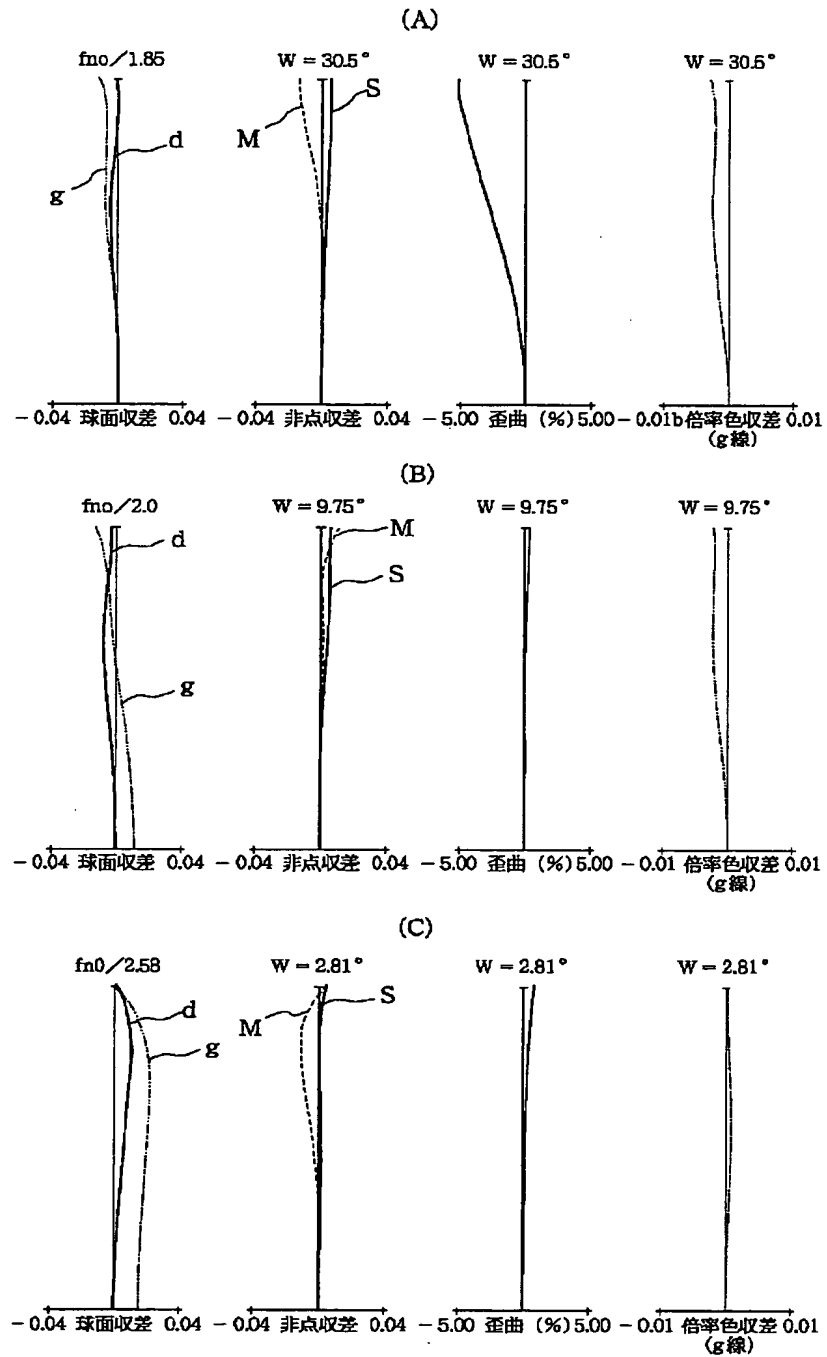 (A)
fno/1.85 W = 30.5° W = 30.5° W = 30.5°
S
M
d
g
-0.04 球面収差 0.04 -0.04 非点収差 0.04 -5.00 歪曲 (%) 5.00 -0.01b倍率色収差 0.01
(g線)
(B)
fno/2.0 W = 9.75° W = 9.75° W = 9.75°
d M
S
g
-0.04 球面収差 0.04 -0.04 非点収差 0.04 -5.00 歪曲 (%) 5.00 -0.01 倍率色収差 0.01
(g線)
(C)
fn0/2.58 W = 2.81° W = 2.81° W = 2.81°
d S
M
g
-0.04 球面収差 0.04 -0.04 非点収差 0.04 -5.00 歪曲 (%) 5.00 -0.01 倍率色収差 0.01
(g線)